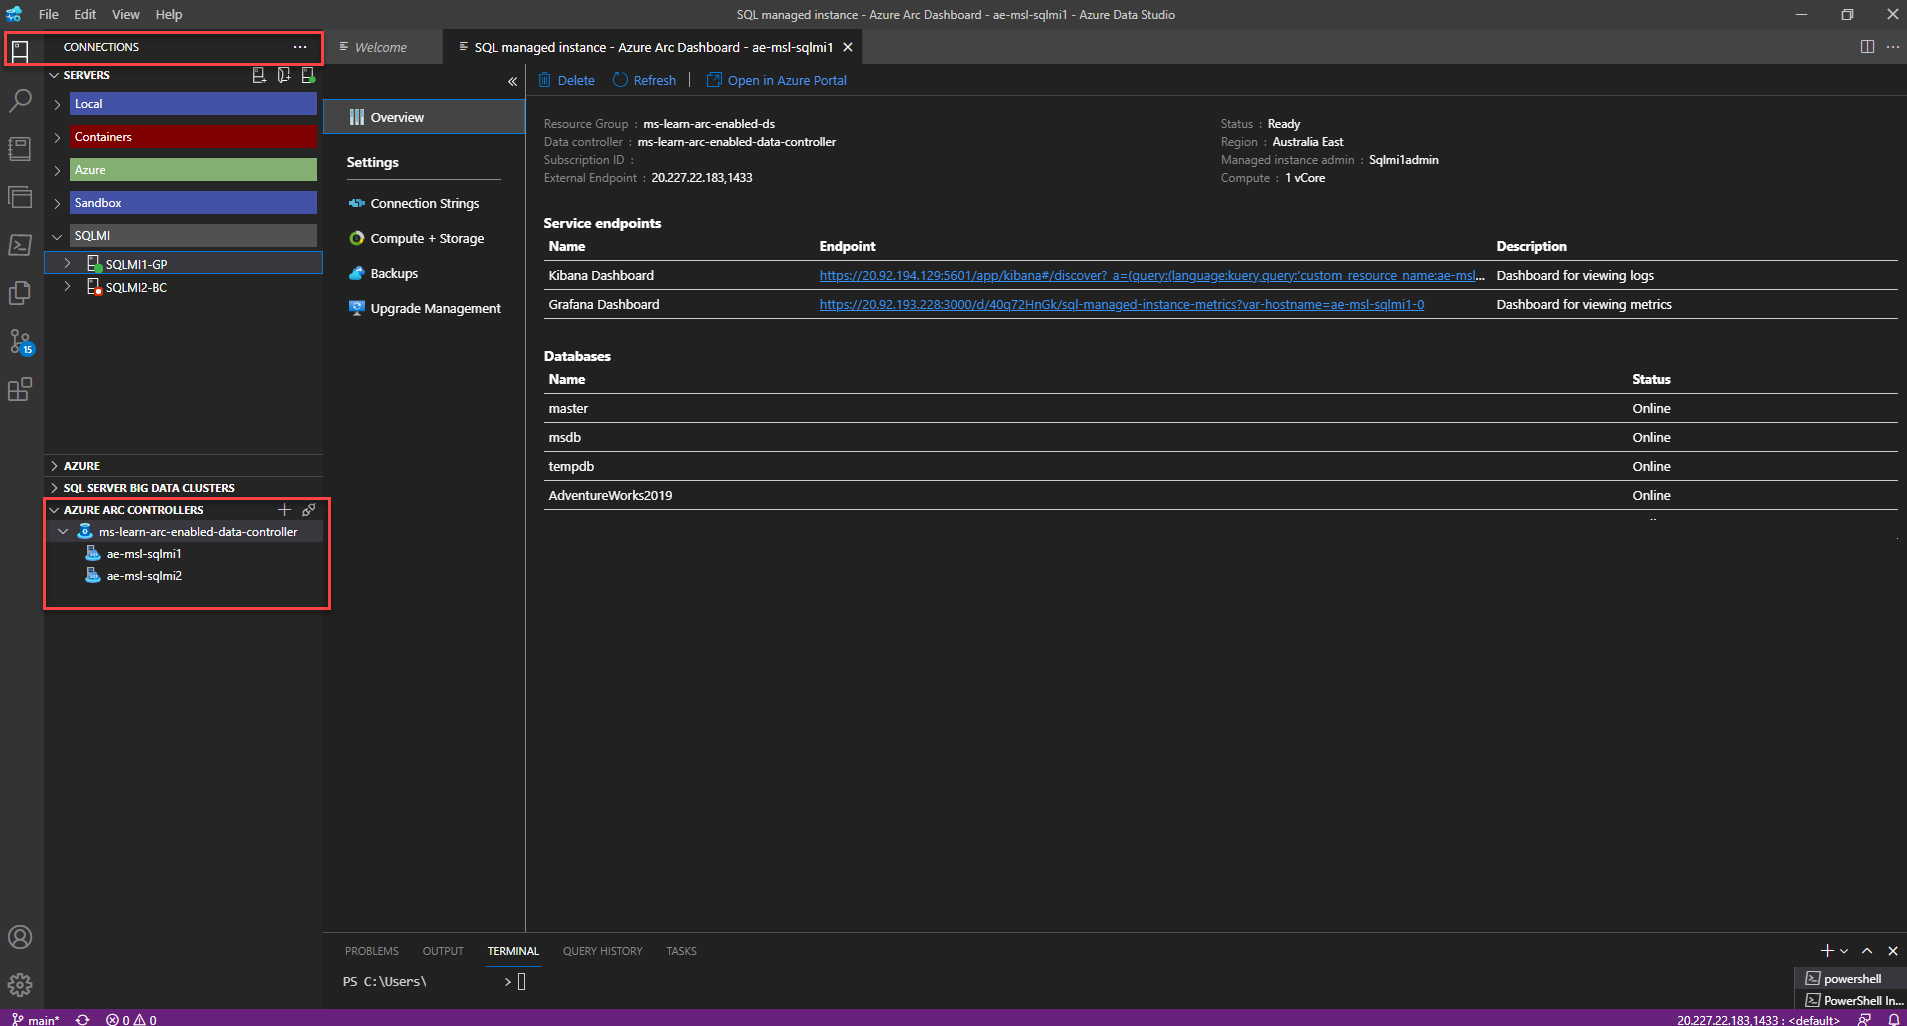 File Edit View Help
SQL managed instance - Azure Arc Dashboard - ae-msl-sqlmi1 - Azure Data Studio
CONNECTIONS
Welcome
SQL managed instance - Azure Arc Dashboard - ae-msl-sqlmi1
SERVERS
Local
Containers
Azure
Sandbox
SQLMI
SQLMI1-GP
SQLMI2-BC
15
AZURE
SQL SERVER BIG DATA CLUSTERS
AZURE ARC CONTROLLERS
ms-learn-arc-enabled-data-controller
ae-msl-sqlmi1
ae-msl-sqlmi2
Overview
Settings
Connection Strings
Compute + Storage
Backups
Upgrade Management
Delete Refresh | Open in Azure Portal
Resource Group : ms-learn-arc-enabled-ds
Data controller : ms-learn-arc-enabled-data-controller
Subscription ID :
External Endpoint : 20.227.22.183,1433
Status : Ready
Region : Australia East
Managed instance admin : Sqlmi1admin
Compute : 1 vCore
Service endpoints
Name Endpoint Description
Kibana Dashboard https://20.92.194.129:5601/app/kibana#/discover?_a=(query:(language:kuery,query:'custom_resource_name:ae-msl... Dashboard for viewing logs
Grafana Dashboard https://20.92.193.228:3000/d/40q72HnGk/sql-managed-instance-metrics?var-hostname=ae-msl-sqlmi1-0 Dashboard for viewing metrics
Databases
Name Status
master Online
msdb Online
tempdb Online
AdventureWorks2019 Online
PROBLEMS OUTPUT TERMINAL QUERY HISTORY TASKS
PS C:\Users\ >
powershell
PowerShell In...
main* 0 0
20.227.22.183,1433 : <default>